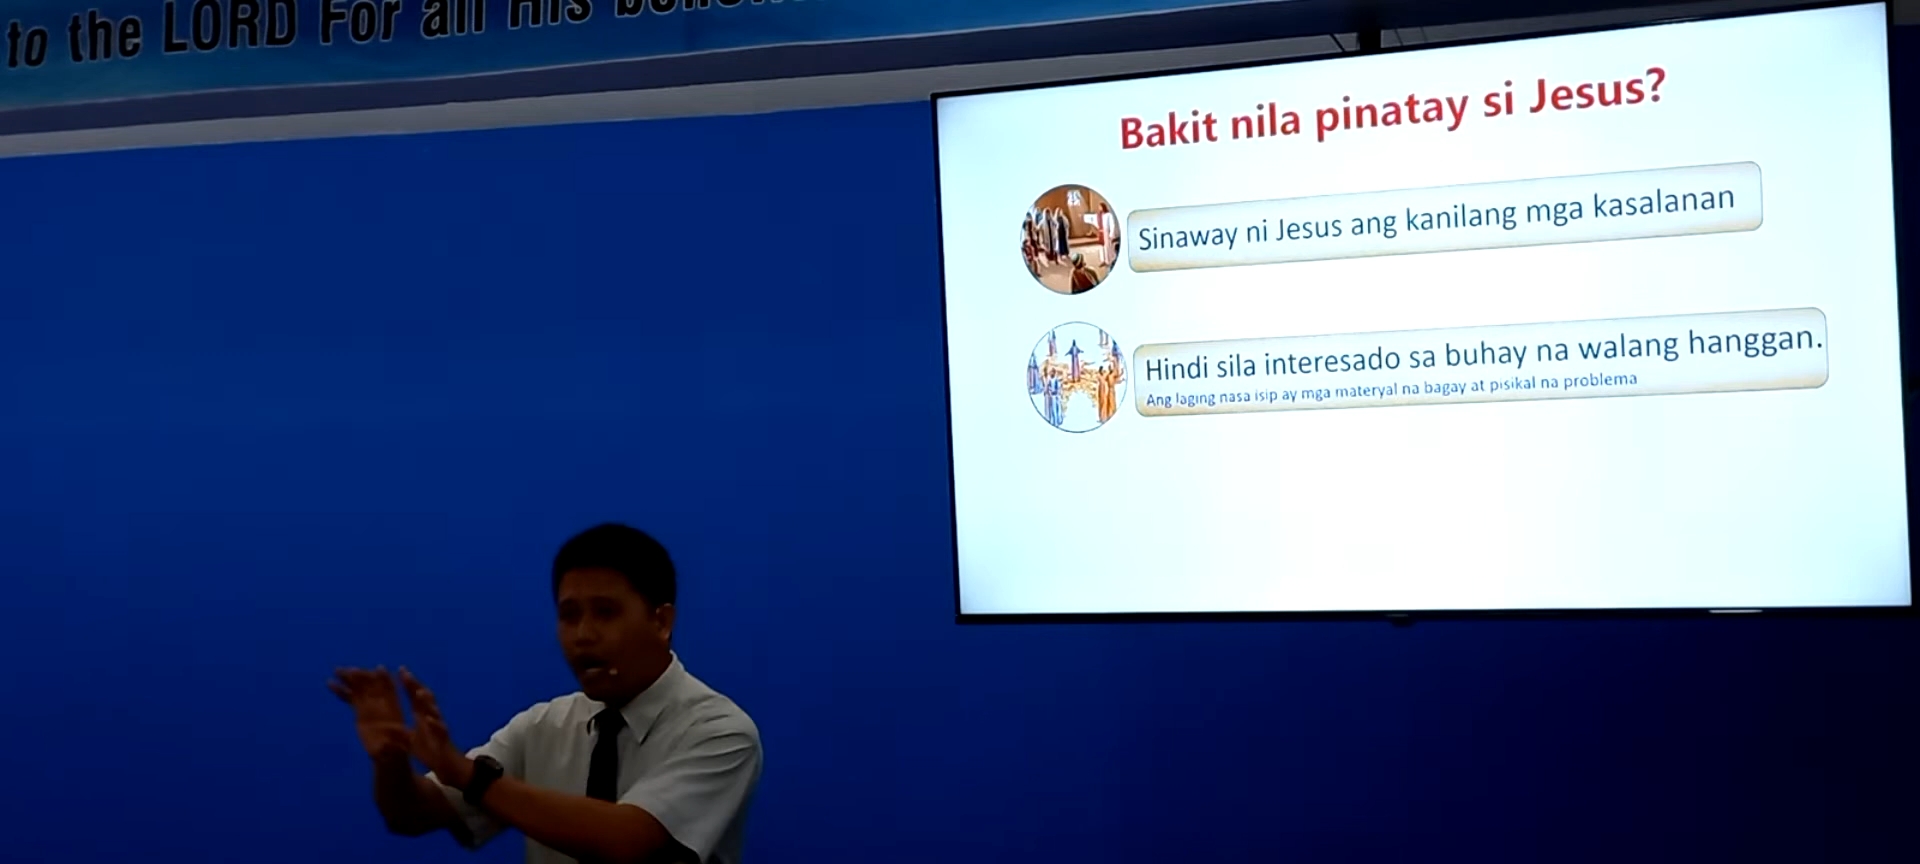 to the LORD For all His
Bakit nila pinatay si Jesus?
Sinaway ni Jesus ang kanilang mga kasalanan
Hindi sila interesado sa buhay na walang hanggan.
Ang laging nasa isip ay mga materyal na bagay at pisikal na problema